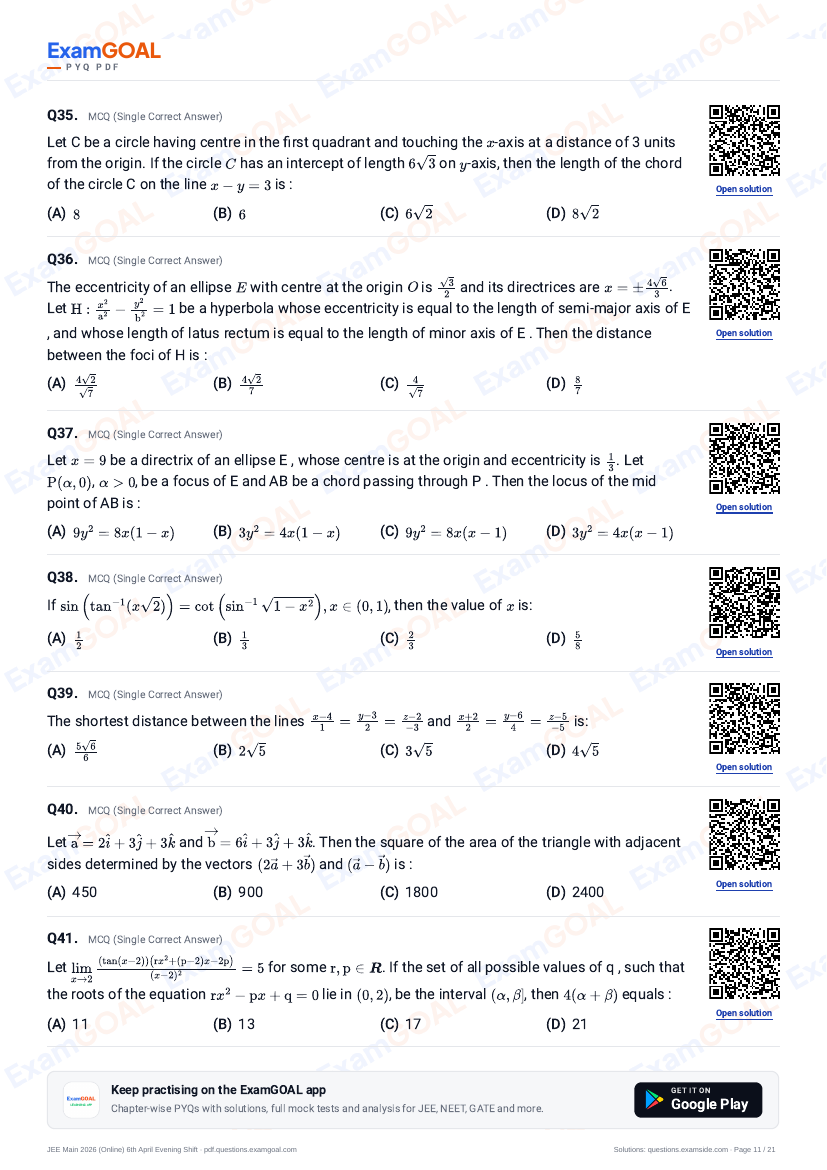 ExamGOAL
PYQ PDF
Q35. MCQ (Single Correct Answer)
Let C be a circle having centre in the first quadrant and touching the x-axis at a distance of 3 units
from the origin. If the circle C has an intercept of length 6√3 on y-axis, then the length of the chord
of the circle C on the line x − y = 3 is :
(A) 8 (B) 6 (C) 6√2 (D) 8√2
Open solution
Q36. MCQ (Single Correct Answer)
The eccentricity of an ellipse E with centre at the origin O is √3/2 and its directrices are x = ± 4√6/3.
Let H : x²/a² − y²/b² = 1 be a hyperbola whose eccentricity is equal to the length of semi-major axis of E
, and whose length of latus rectum is equal to the length of minor axis of E . Then the distance
between the foci of H is :
(A) 4√2/√7 (B) 4√2/7 (C) 4/√7 (D) 8/7
Open solution
Q37. MCQ (Single Correct Answer)
Let x = 9 be a directrix of an ellipse E , whose centre is at the origin and eccentricity is 1/3. Let
P(α, 0), α > 0, be a focus of E and AB be a chord passing through P . Then the locus of the mid
point of AB is :
(A) 9y² = 8x(1 − x) (B) 3y² = 4x(1 − x) (C) 9y² = 8x(x − 1) (D) 3y² = 4x(x − 1)
Open solution
Q38. MCQ (Single Correct Answer)
If sin (tan⁻¹(x√2)) = cot (sin⁻¹ √(1 − x²)), x ∈ (0, 1), then the value of x is:
(A) 1/2 (B) 1/3 (C) 2/3 (D) 5/8
Open solution
Q39. MCQ (Single Correct Answer)
The shortest distance between the lines (x−4)/1 = (y−3)/2 = (z−2)/−3 and (x+2)/2 = (y−6)/4 = (z−5)/−5 is:
(A) 5√6/6 (B) 2√5 (C) 3√5 (D) 4√5
Open solution
Q40. MCQ (Single Correct Answer)
Let a⃗ = 2î + 3ĵ + 3k̂ and b⃗ = 6î + 3ĵ + 3k̂. Then the square of the area of the triangle with adjacent
sides determined by the vectors (2a⃗ + 3b⃗) and (a⃗ − b⃗) is :
(A) 450 (B) 900 (C) 1800 (D) 2400
Open solution
Q41. MCQ (Single Correct Answer)
Let lim x→2 (tan(x−2))(rx²+(p−2)x−2p)/(x−2)² = 5 for some r, p ∈ R. If the set of all possible values of q , such that
the roots of the equation rx² − px + q = 0 lie in (0, 2), be the interval (α, β], then 4(α + β) equals :
(A) 11 (B) 13 (C) 17 (D) 21
Open solution
ExamGOAL
Keep practising on the ExamGOAL app
Chapter-wise PYQs with solutions, full mock tests and analysis for JEE, NEET, GATE and more.
GET IT ON
Google Play
JEE Main 2026 (Online) 6th April Evening Shift · pdf.questions.examgoal.com
Solutions: questions.examside.com · Page 11 / 21